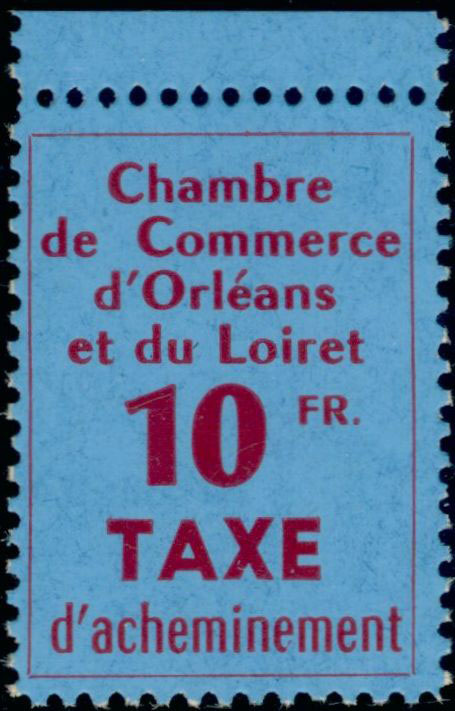 Chambre
de Commerce
d'Orléans
et du Loiret
10 FR.
TAXE
d'acheminement